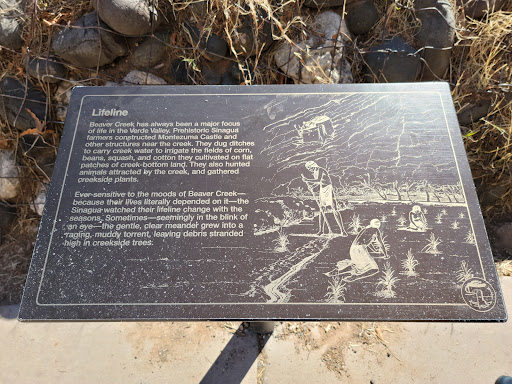 Lifeline
Beaver Creek has always been a major focus
of life in the Verde Valley. Prehistoric Sinagua
farmers constructed Montezuma Castle and
other structures near the creek. They dug ditches
to carry creek water to irrigate the fields of corn,
beans, squash, and cotton they cultivated on flat
patches of creek-bottom land. They also hunted
animals attracted by the creek, and gathered
creekside plants.
Ever-sensitive to the moods of Beaver Creek—
because their lives literally depended on it—the
Sinagua watched their lifeline change with the
seasons. Sometimes—seemingly in the blink of
an eye—the gentle, clear meander grew into a
raging, muddy torrent, leaving debris stranded
high in creekside trees.